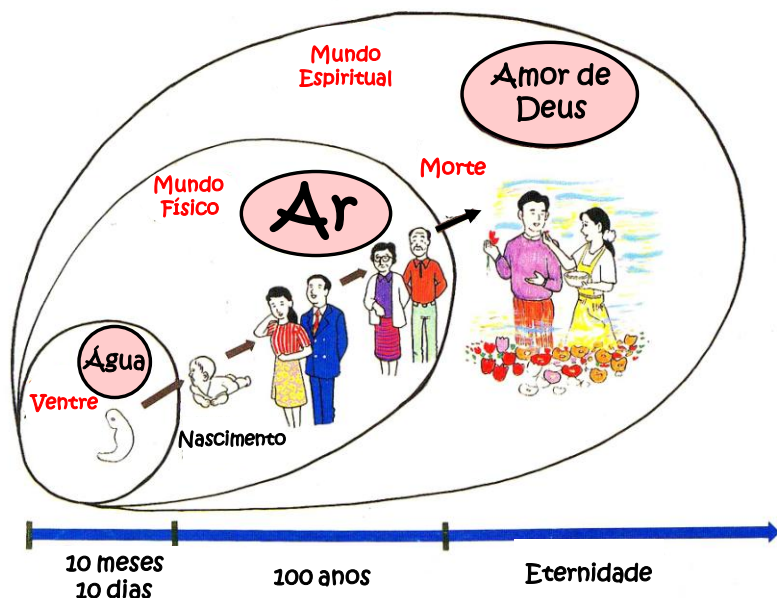 Mundo
Espiritual
Amor de
Deus
Morte
Mundo
Físico
Ar
Água
Ventre
Nascimento
10 meses
10 dias
100 anos
Eternidade